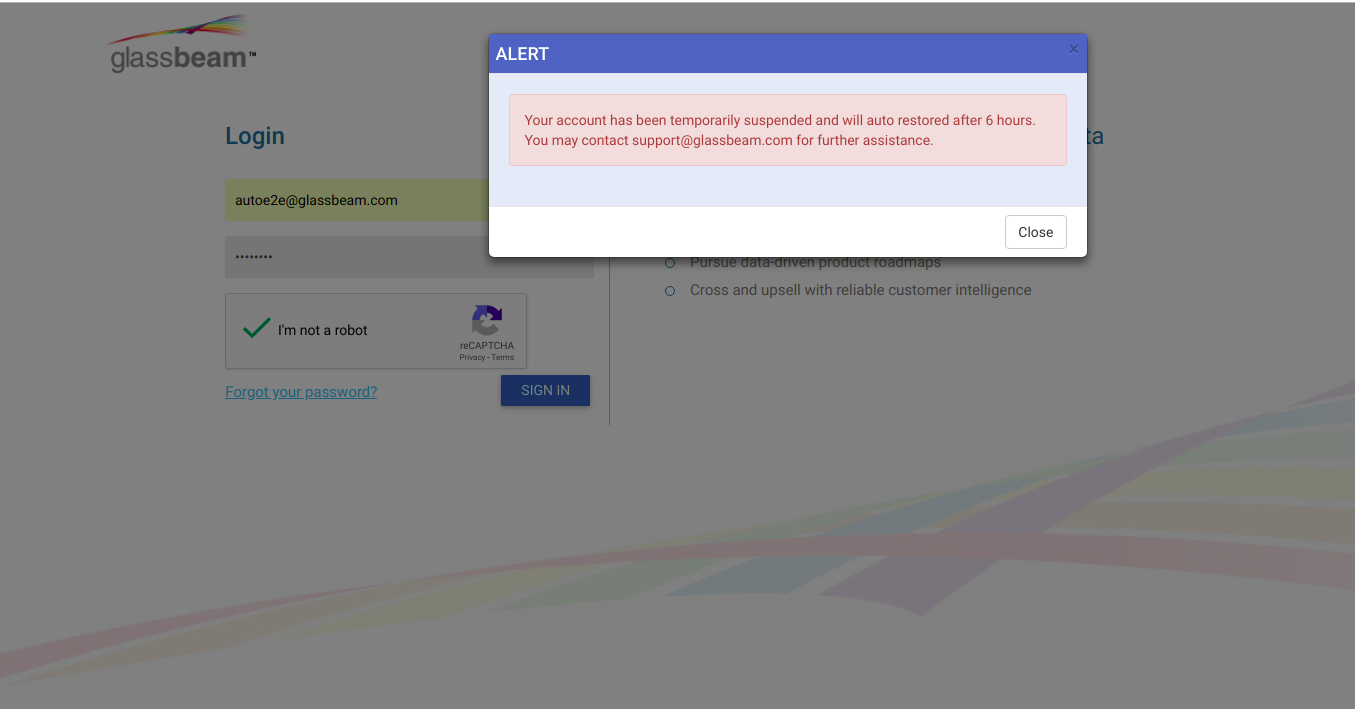 glassbeam™
ALERT
×
Your account has been temporarily suspended and will auto restored after 6 hours.
You may contact support@glassbeam.com for further assistance.
Close
Login
autoe2e@glassbeam.com
••••••••
I'm not a robot
reCAPTCHA
Privacy - Terms
Forgot your password?
SIGN IN
Pursue data-driven product roadmaps
Cross and upsell with reliable customer intelligence